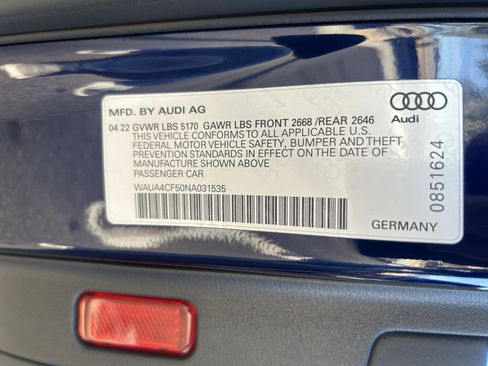 MFD. BY AUDI AG
04 22 GVWR LBS 5170 GAWR LBS FRONT 2668 /REAR 2646
THIS VEHICLE CONFORMS TO ALL APPLICABLE U.S.
FEDERAL MOTOR VEHICLE SAFETY, BUMPER AND THEFT
PREVENTION STANDARDS IN EFFECT ON THE DATE OF
MANUFACTURE SHOWN ABOVE
PASSENGER CAR
WAUA4CF50NA031535
Audi
0851624
GERMANY